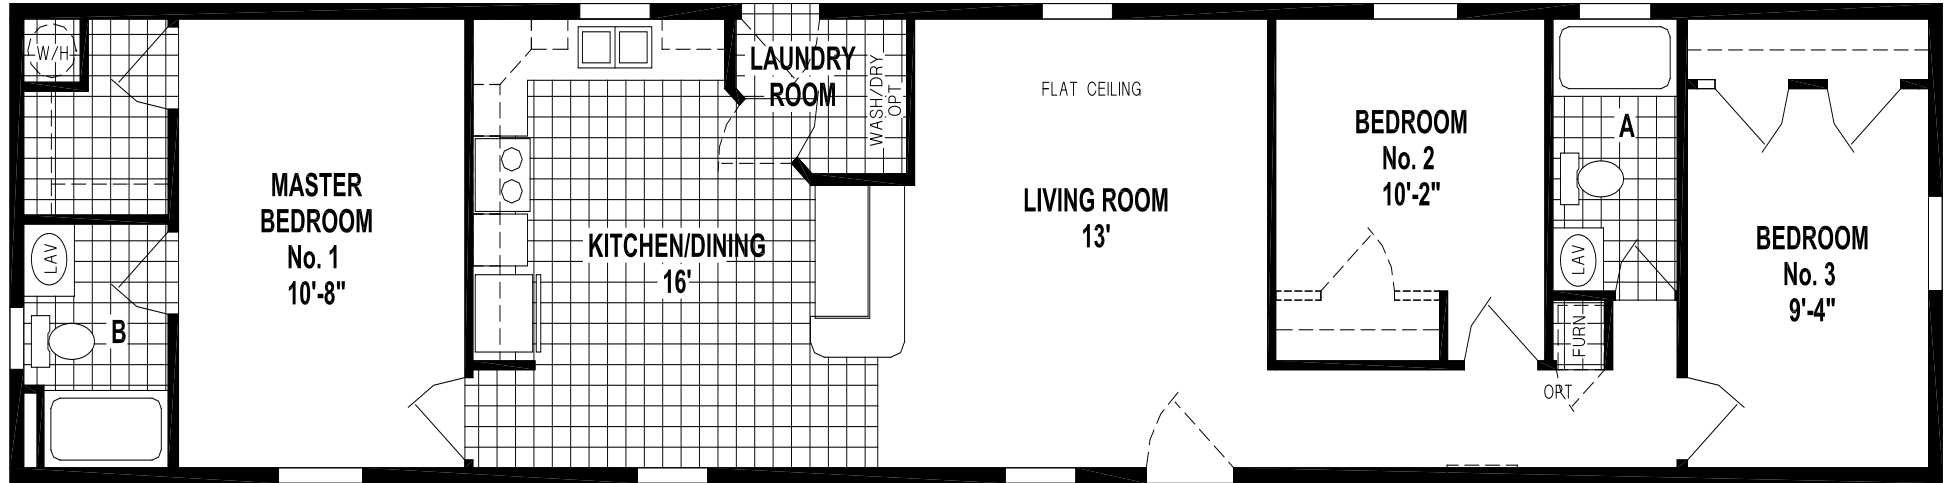 W/H
MASTER
BEDROOM
No. 1
10'-8"
LAV
B
LAUNDRY
ROOM
WASH/DRY
OPT
KITCHEN/DINING
16'
FLAT CEILING
LIVING ROOM
13'
BEDROOM
No. 2
10'-2"
A
LAV
FURN
OPT
BEDROOM
No. 3
9'-4"